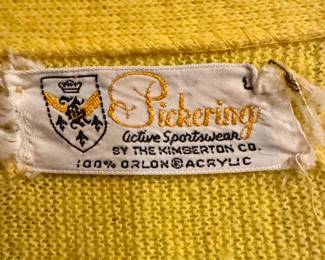 Pickering
active Sportswear
BY THE KIMBERTON CO.
100% ORLON® ACRYLIC